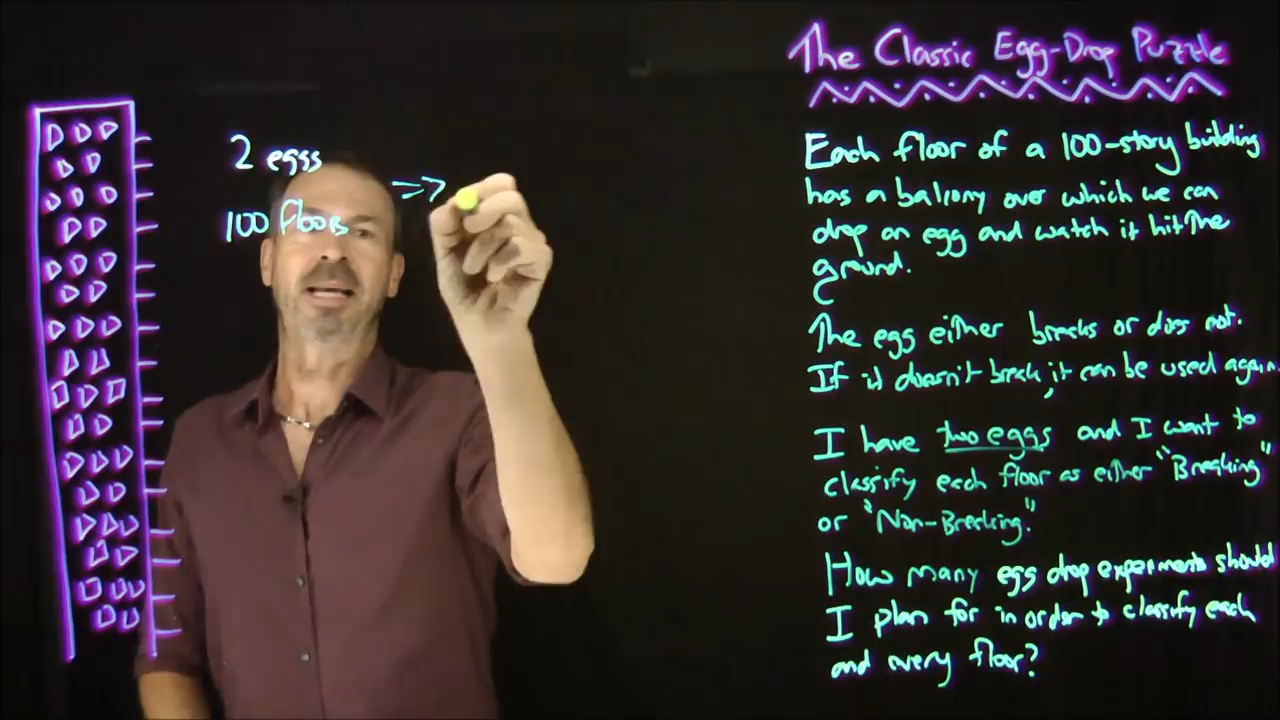 2 eggs
100 floors
=>
The Classic Egg-Drop Puzzle
Each floor of a 100-story building
has a balcony over which we can
drop an egg and watch it hit the
ground.
The egg either breaks or does not.
If it doesn't break, it can be used again.
I have two eggs and I want to
classify each floor as either "Breaking"
or "Non-Breaking."
How many egg drop experiments should
I plan for in order to classify each
and every floor?